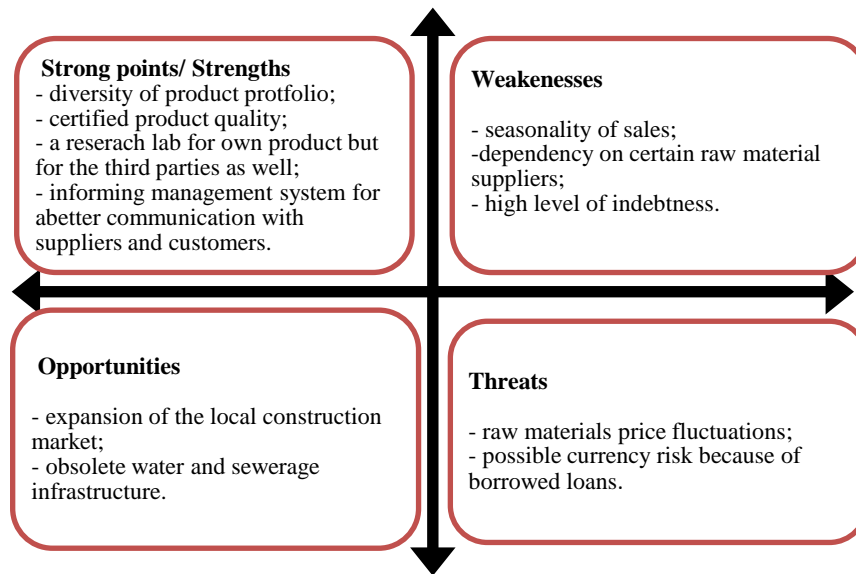 Strong points/ Strengths
- diversity of product protfolio;
- certified product quality;
- a reserach lab for own product but
for the third parties as well;
- informing management system for
abetter communication with
suppliers and customers.
Weakenesses
- seasonality of sales;
-dependency on certain raw material
suppliers;
- high level of indebtness.
Opportunities
- expansion of the local construction
market;
- obsolete water and sewerage
infrastructure.
Threats
- raw materials price fluctuations;
- possible currency risk because of
borrowed loans.